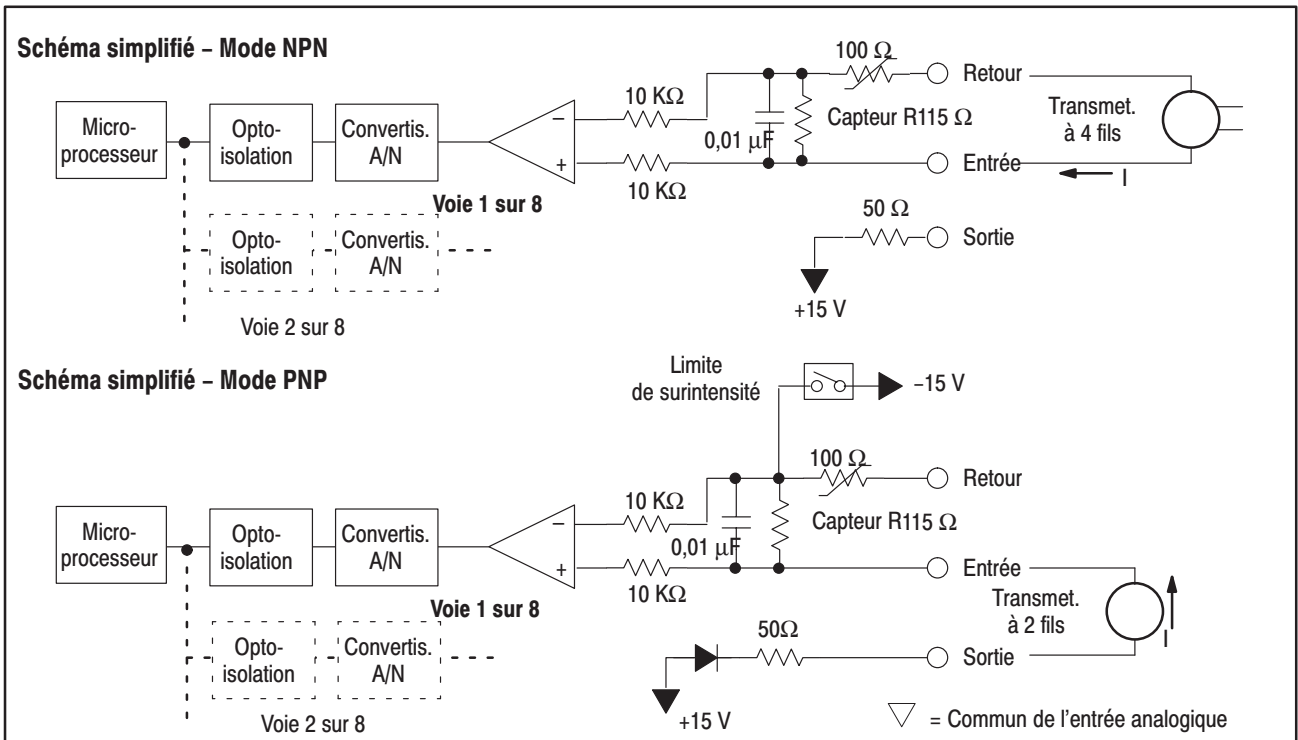 Schéma simplifié – Mode NPN
100 Ω
Retour
10 KΩ
Transmet.
à 4 fils
Micro-
processeur
Opto-
isolation
Convertis.
A/N
–
+
0,01 µF
Capteur R115 Ω
Entrée
I
10 KΩ
Voie 1 sur 8
50 Ω
Sortie
Opto-
isolation
Convertis.
A/N
+15 V
Voie 2 sur 8
Schéma simplifié – Mode PNP
Limite
de surintensité
–15 V
100 Ω
Retour
10 KΩ
Micro-
processeur
Opto-
isolation
Convertis.
A/N
–
+
0,01 µF
Capteur R115 Ω
Entrée
10 KΩ
Transmet.
à 2 fils
I
Voie 1 sur 8
50Ω
Sortie
Opto-
isolation
Convertis.
A/N
+15 V
Voie 2 sur 8
= Commun de l'entrée analogique